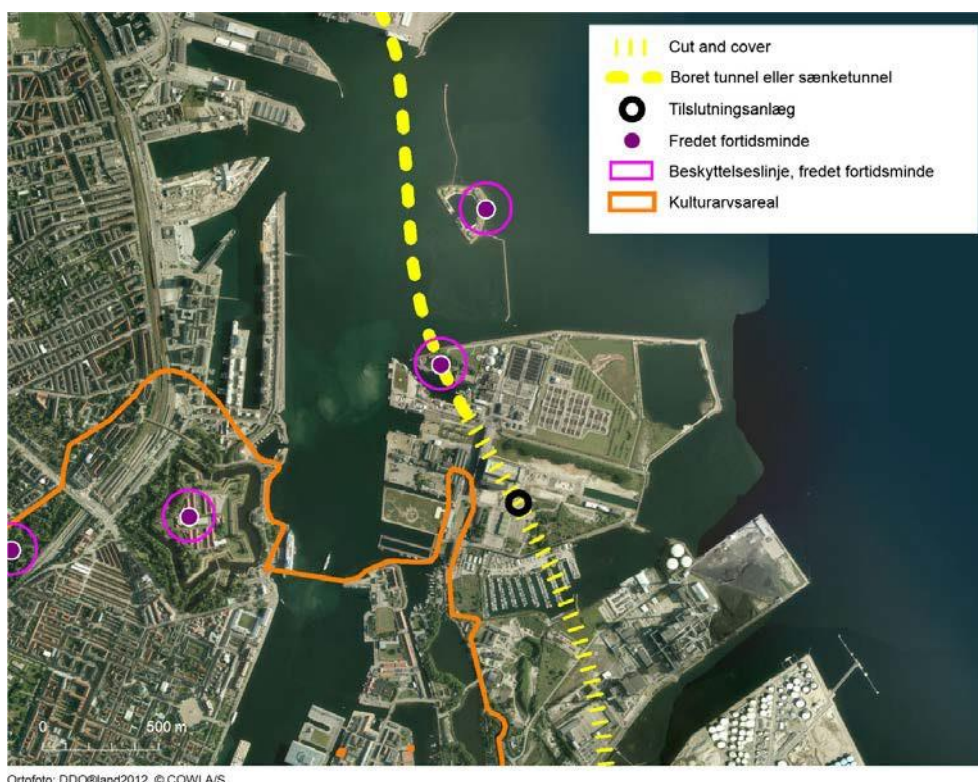 Cut and cover
Boret tunnel eller sænketunnel
Tilslutningsanlæg
Fredet fortidsminde
Beskyttelseslinje, fredet fortidsminde
Kulturarvsareal
0 500 m
Ortofoto: DDO®land2012, © COWI A/S